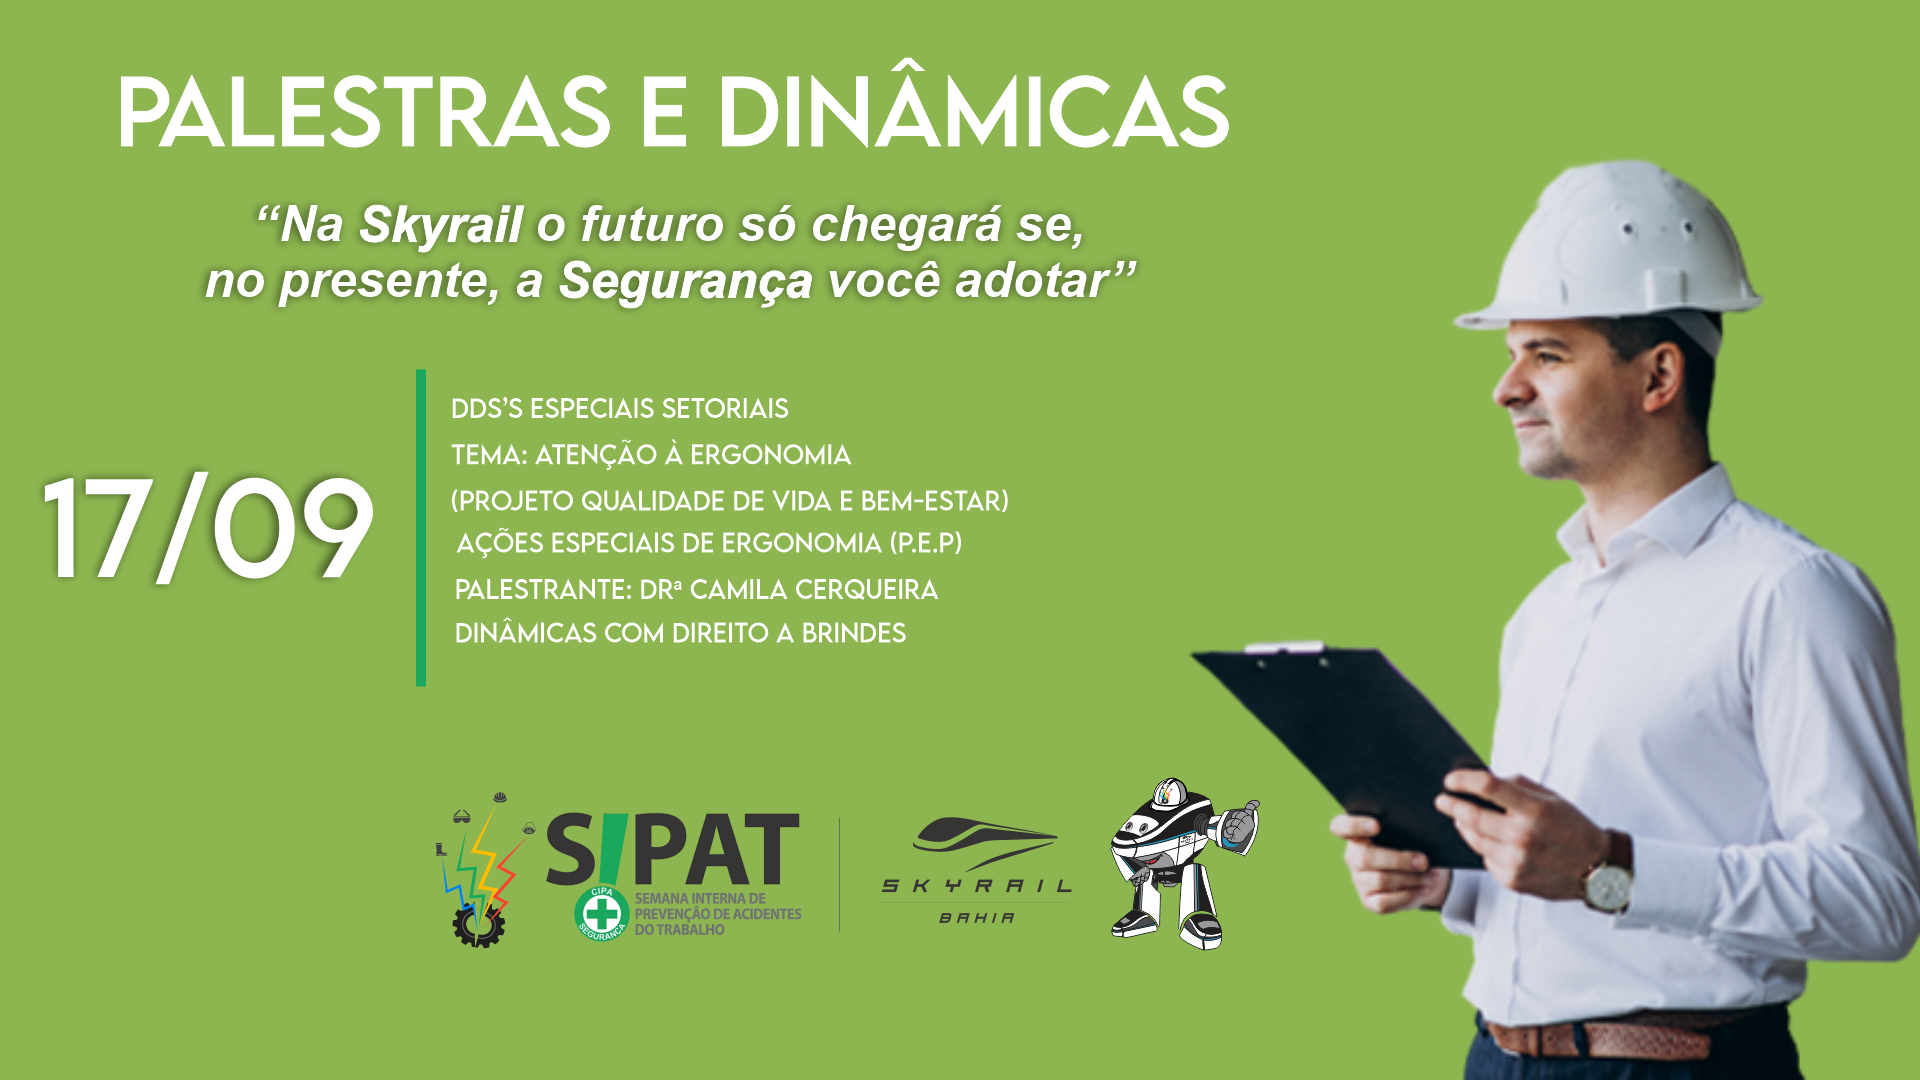 PALESTRAS E DINÂMICAS
“Na Skyrail o futuro só chegará se,
no presente, a Segurança você adotar”
17/09
DDS’S ESPECIAIS SETORIAIS
TEMA: ATENÇÃO À ERGONOMIA
(PROJETO QUALIDADE DE VIDA E BEM-ESTAR)
AÇÕES ESPECIAIS DE ERGONOMIA (P.E.P)
PALESTRANTE: DRª CAMILA CERQUEIRA
DINÂMICAS COM DIREITO A BRINDES
SIPAT
CIPA
SEGURANÇA
SEMANA INTERNA DE
PREVENÇÃO DE ACIDENTES
DO TRABALHO
SKYRAIL
BAHIA